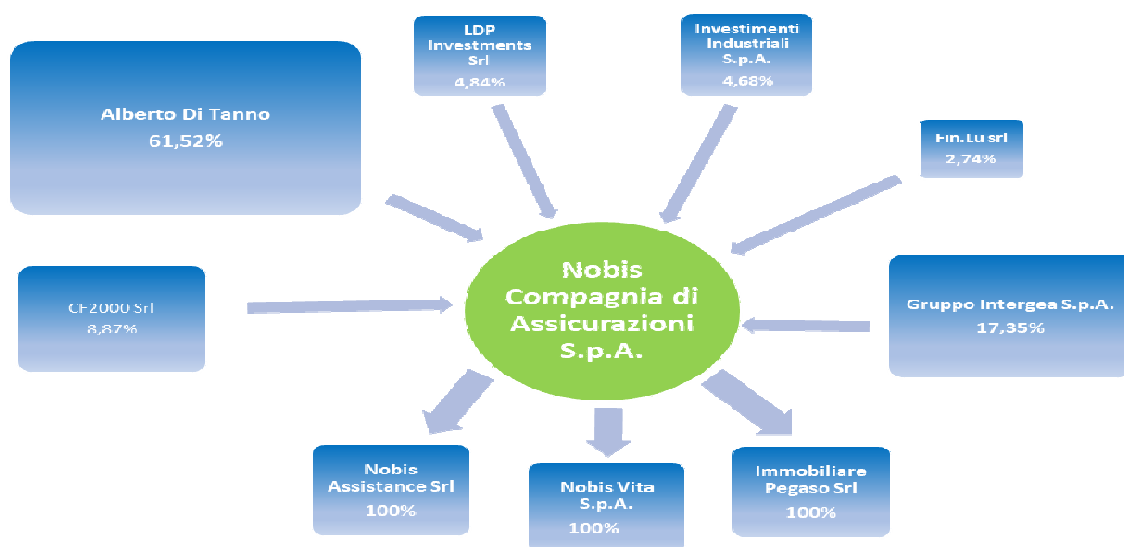 LDP
Investments
Srl
4,84%
Investimenti
Industriali
S.p.A.
4,68%
Alberto Di Tanno
61,52%
Fin.Lu srl
2,74%
CF2000 Srl
8,87%
Nobis
Compagnia di
Assicurazioni
S.p.A.
Gruppo Intergea S.p.A.
17,35%
Nobis
Assistance Srl
100%
Nobis Vita
S.p.A.
100%
Immobiliare
Pegaso Srl
100%